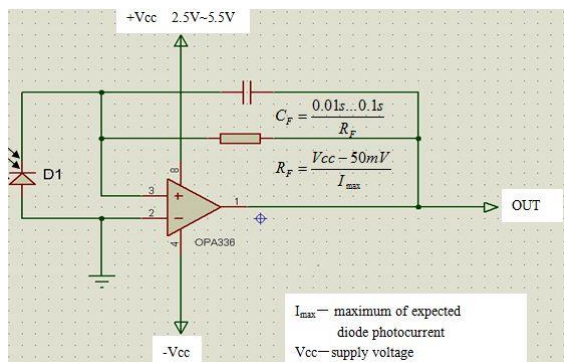 +Vcc 2.5V~5.5V
C_F = 0.01s...0.1s / R_F
R_F = Vcc − 50mV / I_max
D1
8
3
+
1
2
−
4
OPA336
OUT
-Vcc
I_max— maximum of expected
diode photocurrent
Vcc—supply voltage